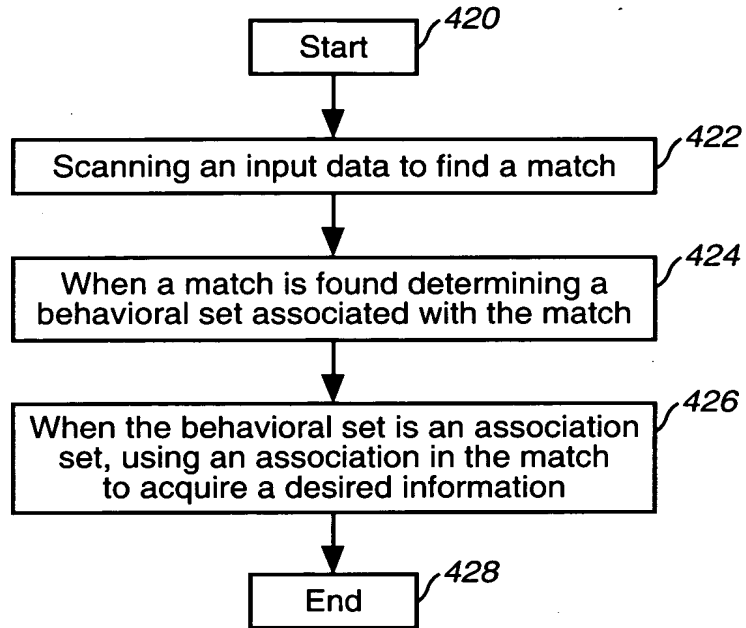 420
Start
422
Scanning an input data to find a match
424
When a match is found determining a
behavioral set associated with the match
426
When the behavioral set is an association
set, using an association in the match
to acquire a desired information
428
End